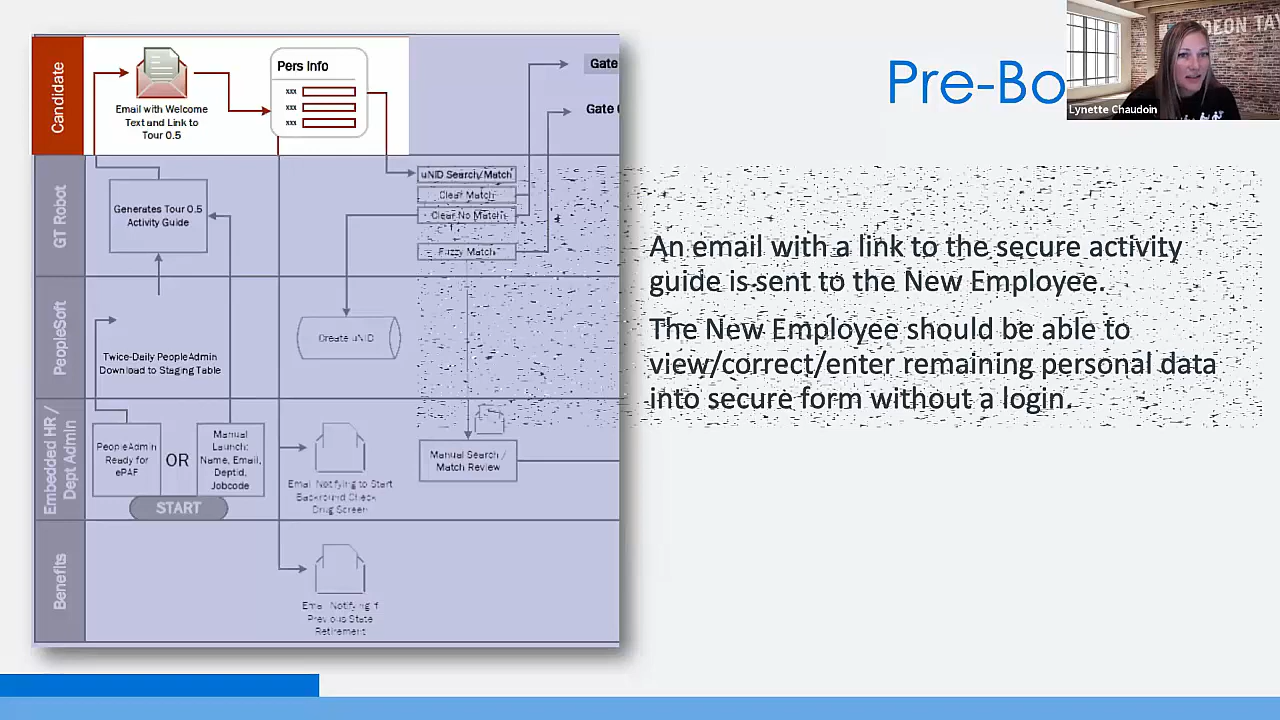 Pre-Bo
DEON TAY
Lynette Chaudoin
Candidate
Email with Welcome
Text and Link to
Tour 0.5
Pers Info
xxx
xxx
xxx
Gate
Gate
GT Robot
Generates Tour 0.5
Activity Guide
uNID Search/Match
Clear Match
Clear No Match
Fuzzy Match
PeopleSoft
Twice-Daily PeopleAdmin
Download to Staging Table
Create uNID
Embedded HR /
Dept Admin
PeopleAdmin
Ready for
ePAF
OR
Manual
Launch:
Name, Email,
DeptId,
Jobcode
START
Email Notifying to Start
Background Check
Drug Screen
Manual Search /
Match Review
Benefits
Email Notifying if
Previous State
Retirement
An email with a link to the secure activity
guide is sent to the New Employee.
The New Employee should be able to
view/correct/enter remaining personal data
into secure form without a login.